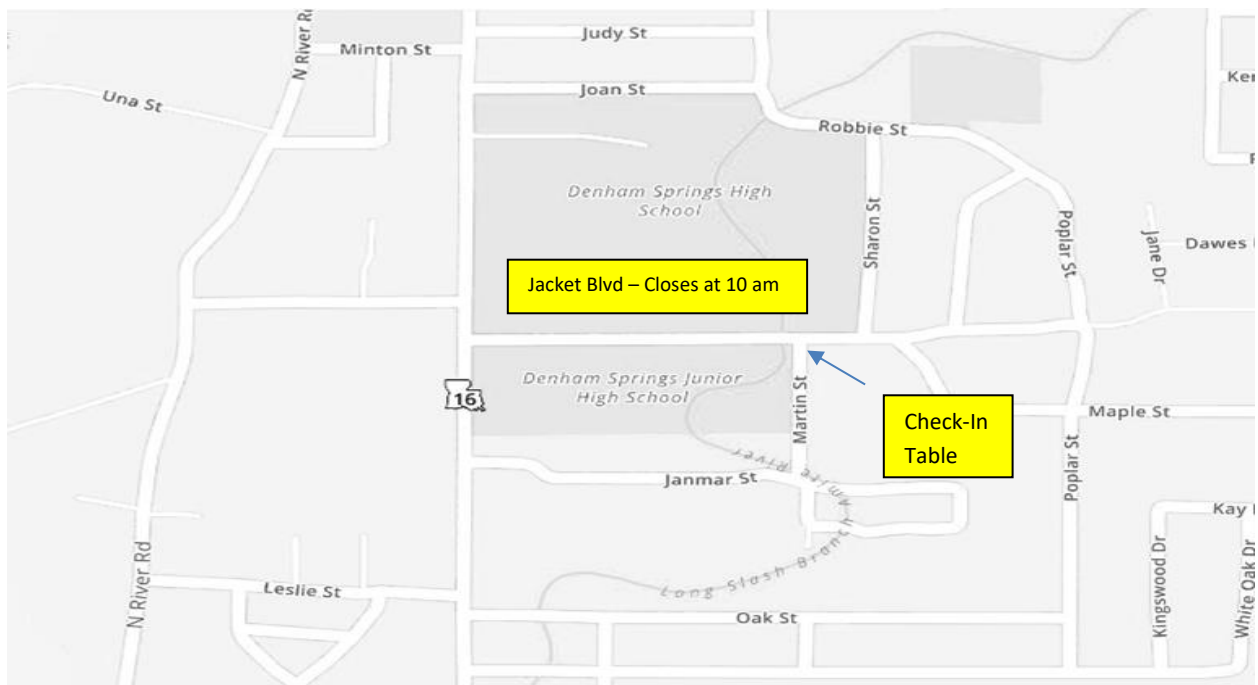 N River Rd
Minton St
Judy St
Joan St
Una St
Robbie St
Denham Springs High
School
Sharon St
Poplar St
Jane Dr
Dawes
Jacket Blvd – Closes at 10 am
Denham Springs Junior
High School
16
Martin St
Maple St
Check-In
Table
Poplar St
Janmar St
Long Slash Branch Amite River
Kay
Kingswood Dr
White Oak Dr
N River Rd
Leslie St
Oak St